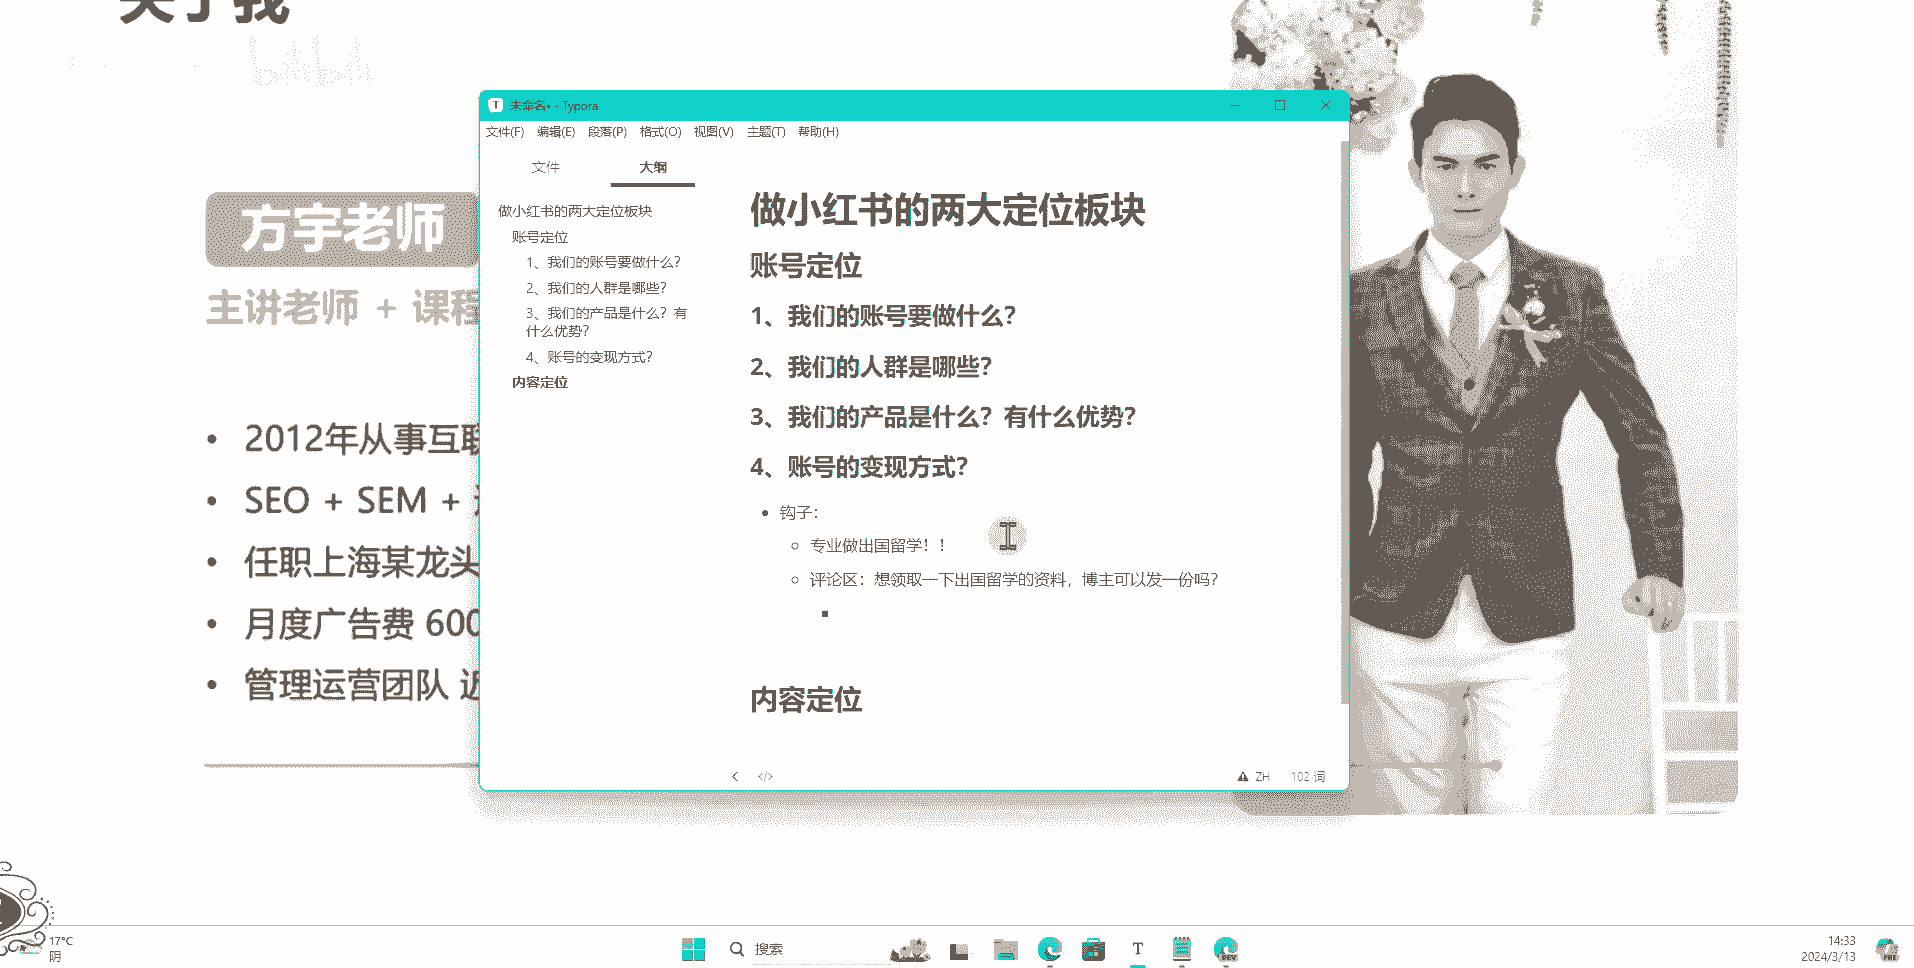 关于我
bilibili
方宇老师
主讲老师 + 课程
2012年从事互联
SEO + SEM +
任职上海某龙头
月度广告费 600
管理运营团队 近
未命名• - Typora
文件(F) 编辑(E) 段落(P) 格式(O) 视图(V) 主题(T) 帮助(H)
文件 大纲
做小红书的两大定位板块
账号定位
1、我们的账号要做什么?
2、我们的人群是哪些?
3、我们的产品是什么? 有
什么优势?
4、账号的变现方式?
内容定位
做小红书的两大定位板块
账号定位
1、我们的账号要做什么?
2、我们的人群是哪些?
3、我们的产品是什么? 有什么优势?
4、账号的变现方式?
钩子:
专业做出国留学! !
评论区: 想领取一下出国留学的资料, 博主可以发一份吗?
内容定位
ZH 102 词
17°C
阴
搜索
T
DEV
14:33
2024/3/13
PRE